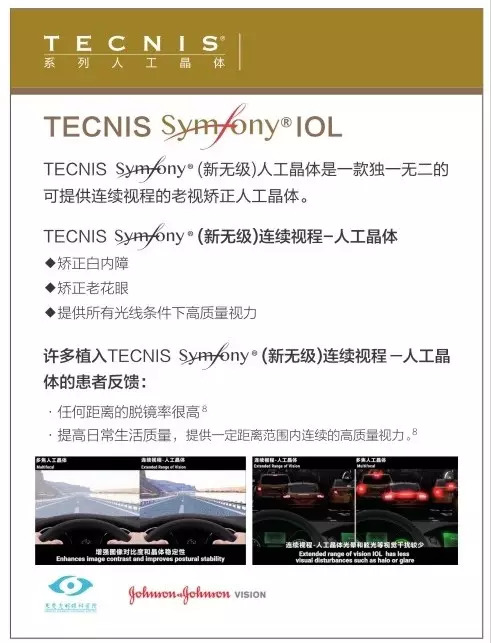 TECNIS®
系列人工晶体
TECNIS Symfony® IOL
TECNIS Symfony® (新无级)人工晶体是一款独一无二的
可提供连续视程的老视矫正人工晶体。
TECNIS Symfony® (新无级)连续视程–人工晶体
◆矫正白内障
◆矫正老花眼
◆提供所有光线条件下高质量视力
许多植入TECNIS Symfony® (新无级)连续视程 – 人工晶
体的患者反馈：
· 任何距离的脱镜率很高8
· 提高日常生活质量，提供一定距离范围内连续的高质量视力。8
多焦人工晶体
Multifocal
连续视程-人工晶体
Extended Range of Vision
增强图像对比度和晶体稳定性
Enhances image contrast and improves postural stability
连续视程-人工晶体
Extended Range of Vision
多焦人工晶体
Multifocal
连续视程-人工晶体光晕和眩光等视觉干扰较少
Extended range of vision IOL has less
visual disturbances such as halo or glare
Johnson & Johnson VISION